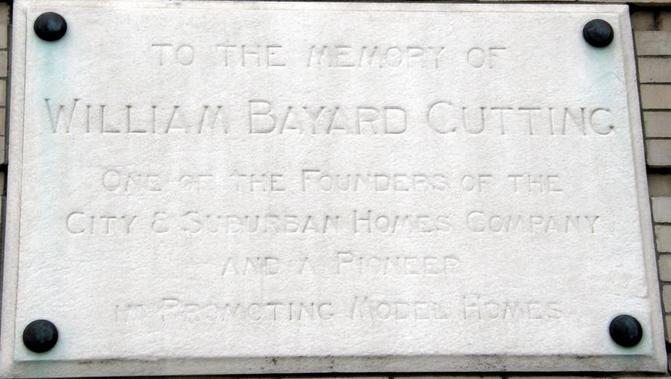 TO THE MEMORY OF
WILLIAM BAYARD CUTTING
ONE OF THE FOUNDERS OF THE
CITY & SUBURBAN HOMES COMPANY
AND A PIONEER
IN PROMOTING MODEL HOMES